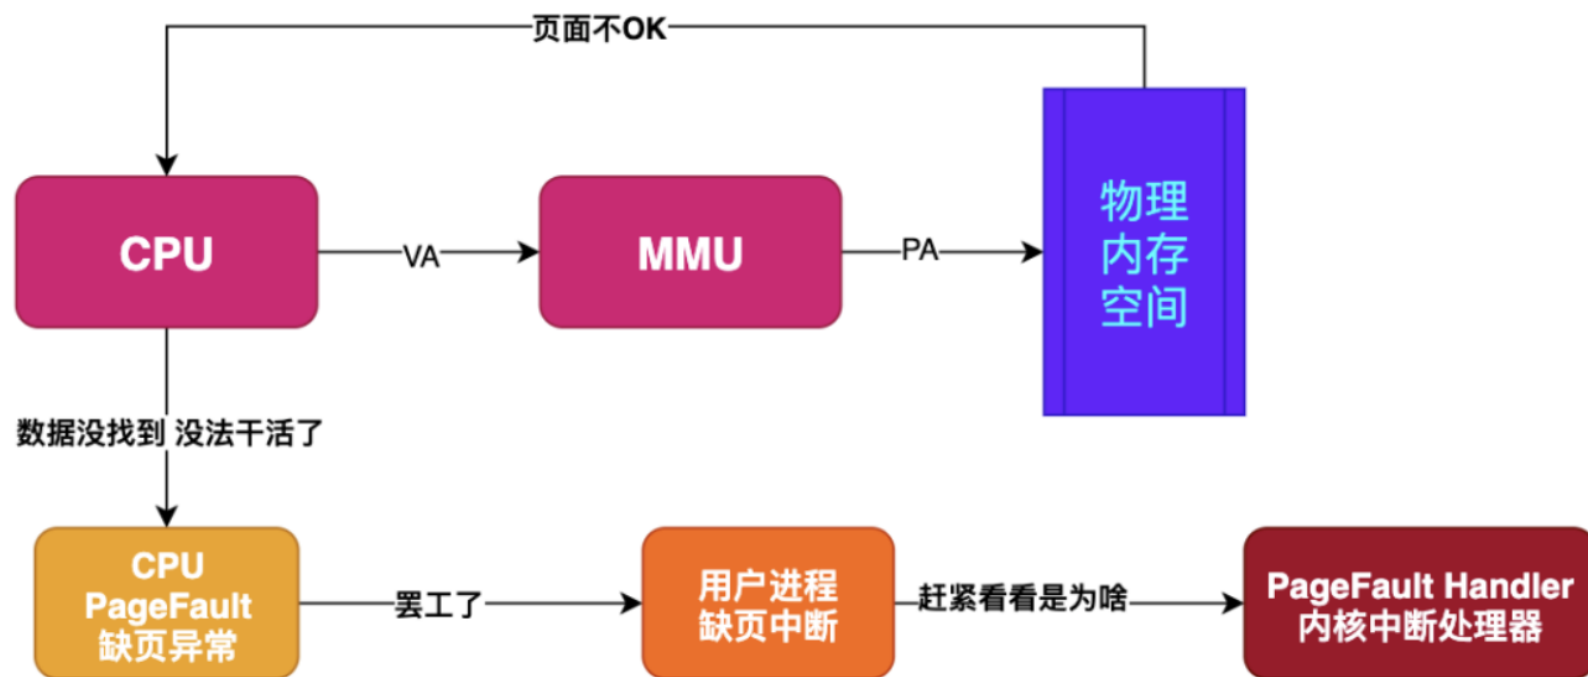 页面不OK
CPU
VA
MMU
PA
物理
内存
空间
数据没找到 没法干活了
CPU
PageFault
缺页异常
罢工了
用户进程
缺页中断
赶紧看看是为啥
PageFault Handler
内核中断处理器